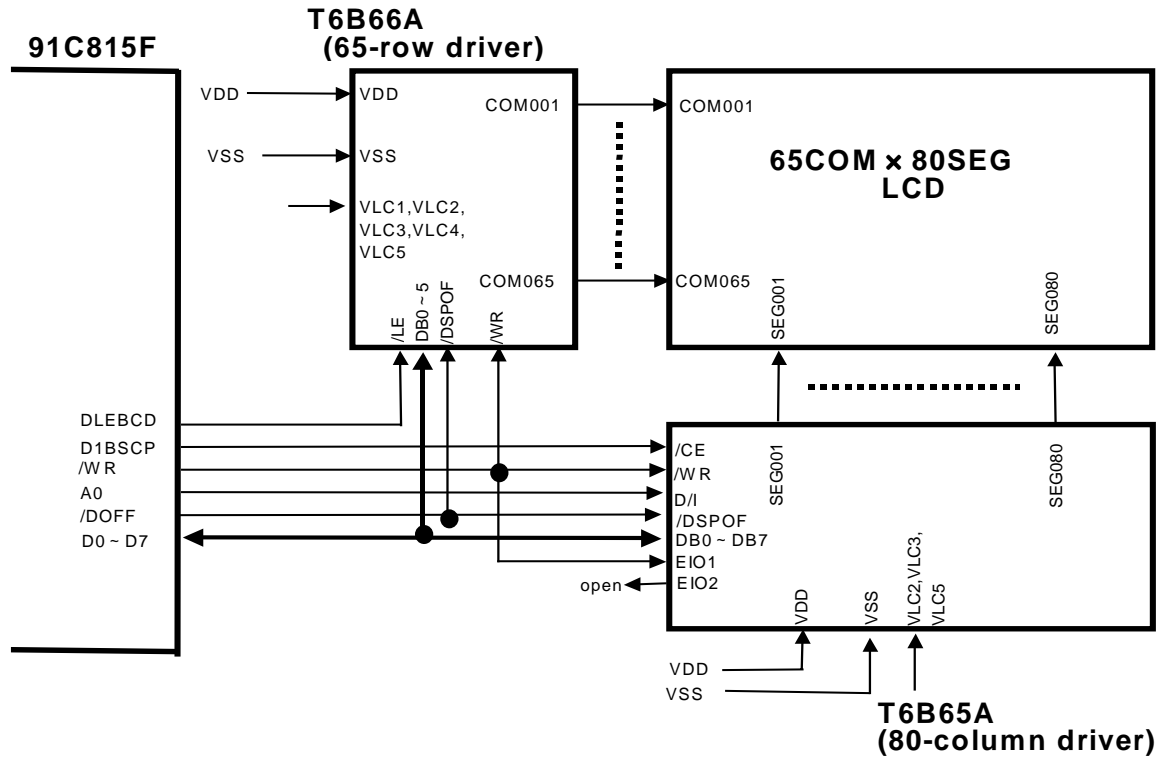 T6B66A
(65-row driver)
91C815F
VDD
VDD
COM001
COM001
VSS
VSS
65COM × 80SEG
LCD
VLC1,VLC2,
VLC3,VLC4,
VLC5
COM065
COM065
/LE
DB0 ~ 5
/DSPOF
/WR
SEG001
SEG080
DLEBCD
D1BSCP
/WR
A0
/DOFF
D0 ~ D7
/CE
/WR
D/I
/DSPOF
DB0 ~ DB7
EIO1
EIO2
open
SEG001
SEG080
VDD
VSS
VLC2,VLC3,
VLC5
VDD
VSS
T6B65A
(80-column driver)